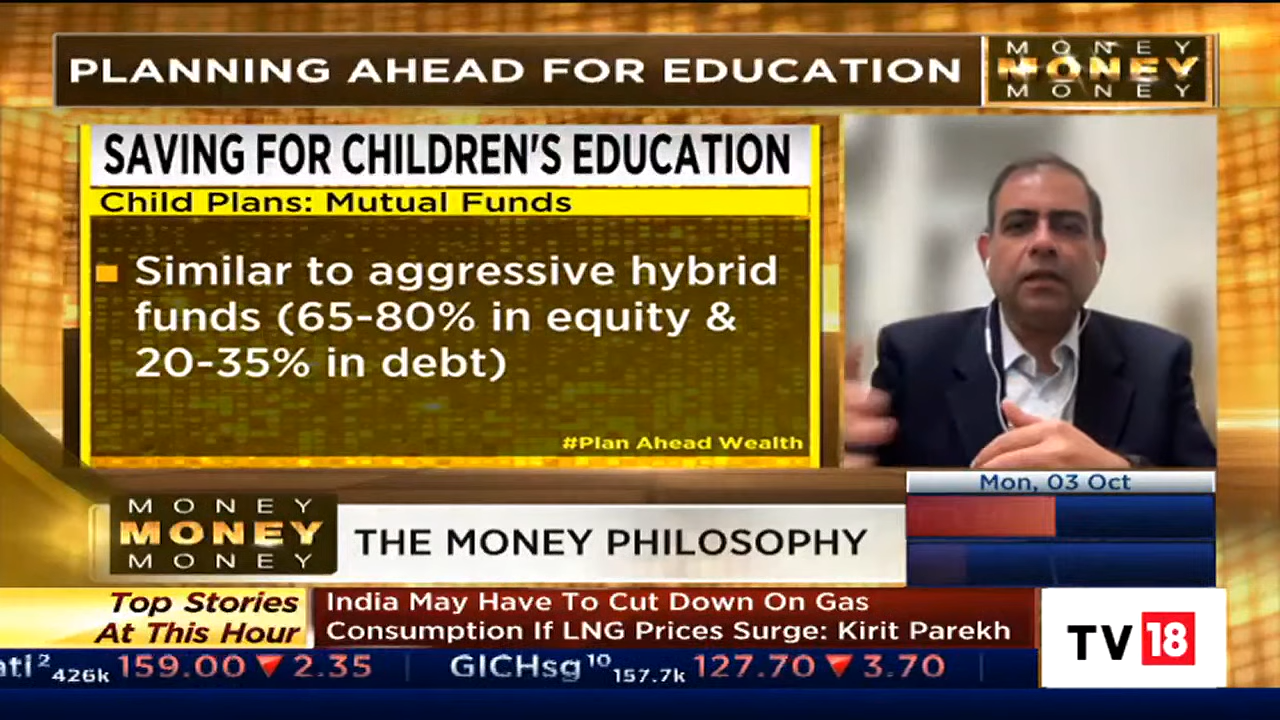 PLANNING AHEAD FOR EDUCATION
MONEY
MONEY
MONEY
SAVING FOR CHILDREN'S EDUCATION
Child Plans: Mutual Funds
Similar to aggressive hybrid
funds (65-80% in equity &
20-35% in debt)
#Plan Ahead Wealth
Mon, 03 Oct
MONEY
MONEY
MONEY
THE MONEY PHILOSOPHY
Top Stories
At This Hour
India May Have To Cut Down On Gas
Consumption If LNG Prices Surge: Kirit Parekh
TV18
2 426k 159.00 ▼ 2.35 GICHsg 10 157.7k 127.70 ▼ 3.70